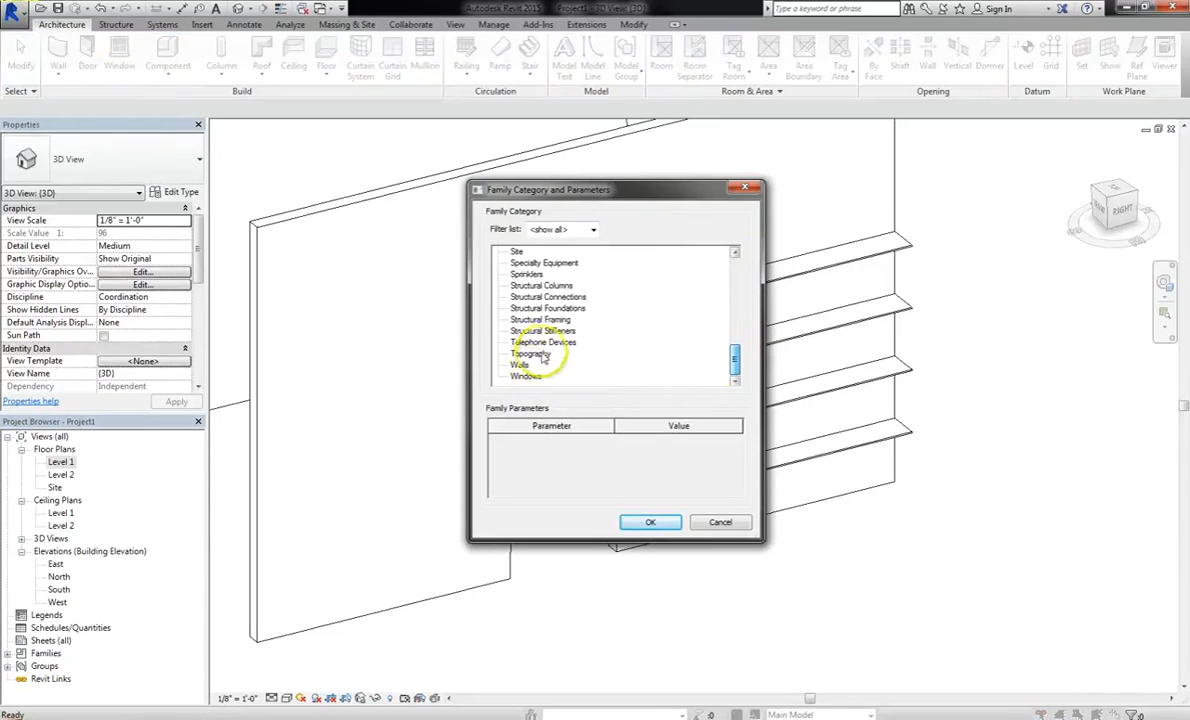 Autodesk Revit 2015 - Project1 - 3D View: {3D}
Type a keyword or phrase
Sign In
Architecture Structure Systems Insert Annotate Analyze Massing & Site Collaborate View Manage Add-Ins Extensions Modify
Modify Wall Door Window Component Column Roof Ceiling Floor Curtain System Curtain Grid Mullion Railing Ramp Stair Model Text Model Line Model Group Room Room Separator Tag Room Area Area Boundary Tag Area By Face Shaft Wall Vertical Dormer Level Grid Set Show Ref Plane Viewer
Select Build Circulation Model Room & Area Opening Datum Work Plane
Properties
3D View
3D View: {3D} Edit Type
Graphics
View Scale 1/8" = 1'-0"
Scale Value 1: 96
Detail Level Medium
Parts Visibility Show Original
Visibility/Graphics Ov... Edit...
Graphic Display Optio... Edit...
Discipline Coordination
Show Hidden Lines By Discipline
Default Analysis Displ... None
Sun Path
Identity Data
View Template <None>
View Name {3D}
Dependency Independent
Properties help Apply
Project Browser - Project1
Views (all)
Floor Plans
Level 1
Level 2
Site
Ceiling Plans
Level 1
Level 2
3D Views
Elevations (Building Elevation)
East
North
South
West
Legends
Schedules/Quantities
Sheets (all)
Families
Groups
Revit Links
Family Category and Parameters
Family Category
Filter list: <show all>
Site
Specialty Equipment
Sprinklers
Structural Columns
Structural Connections
Structural Foundations
Structural Framing
Structural Stiffeners
Telephone Devices
Topography
Walls
Windows
Family Parameters
Parameter Value
OK Cancel
RIGHT
1/8" = 1'-0"
Ready
:0 Main Model :0